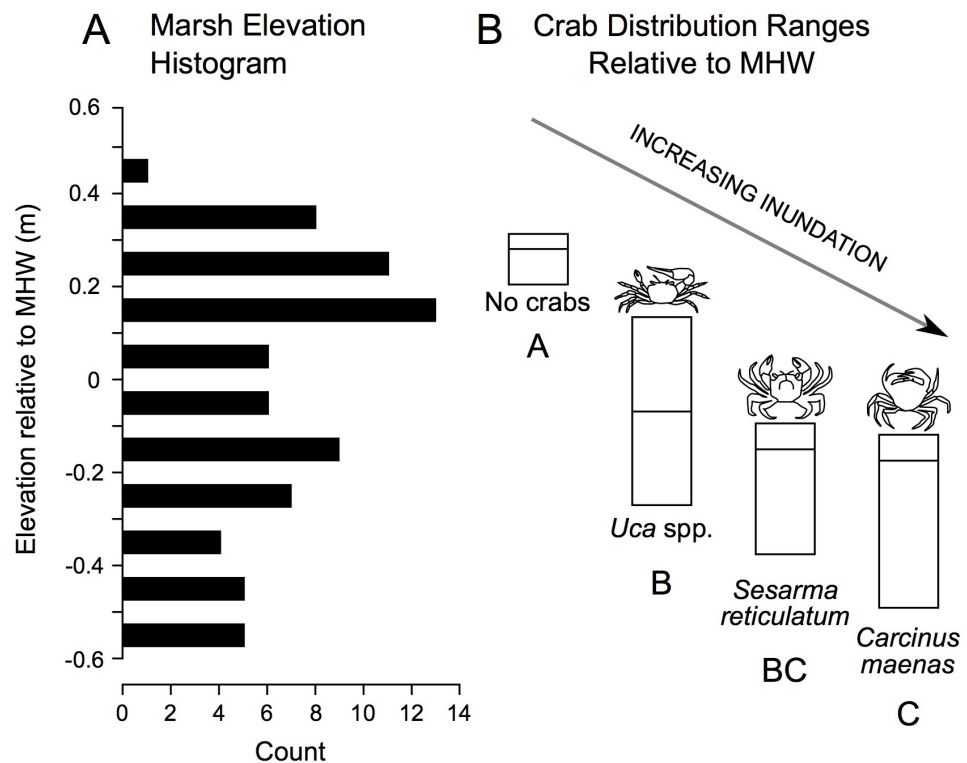 A Marsh Elevation
Histogram
Elevation relative to MHW (m)
0.6
0.4
0.2
0
-0.2
-0.4
-0.6
0 2 4 6 8 10 12 14
Count
B Crab Distribution Ranges
Relative to MHW
INCREASING INUNDATION
No crabs
A
Uca spp.
B
Sesarma
reticulatum
BC
Carcinus
maenas
C